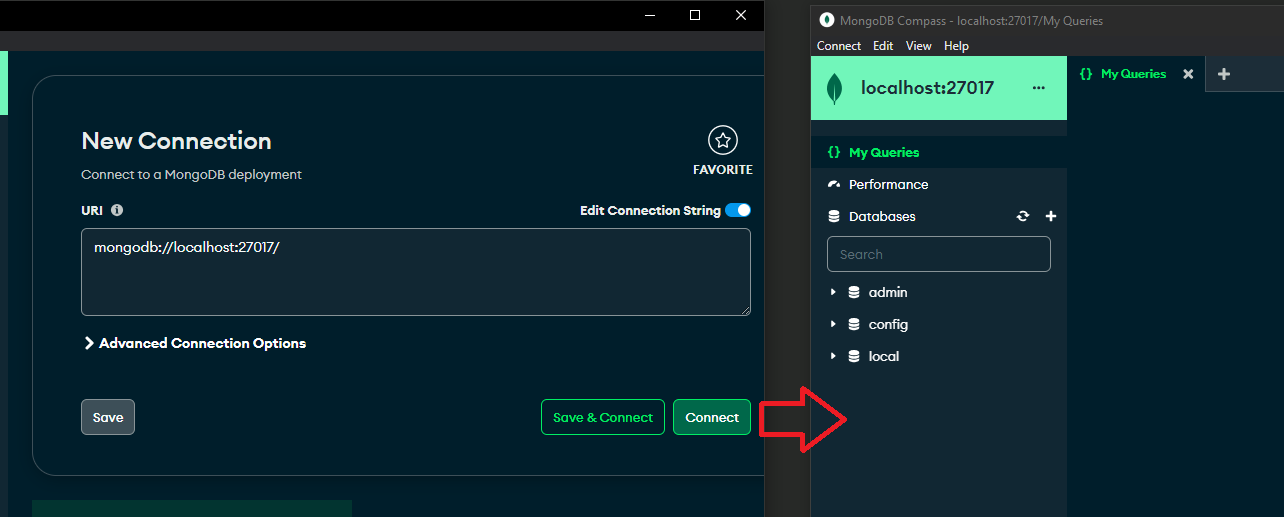 New Connection
FAVORITE
Connect to a MongoDB deployment
URI
Edit Connection String
mongodb://localhost:27017/
Advanced Connection Options
Save
Save & Connect
Connect
MongoDB Compass - localhost:27017/My Queries
Connect Edit View Help
localhost:27017 ...
{} My Queries
{} My Queries
Performance
Databases
Search
admin
config
local